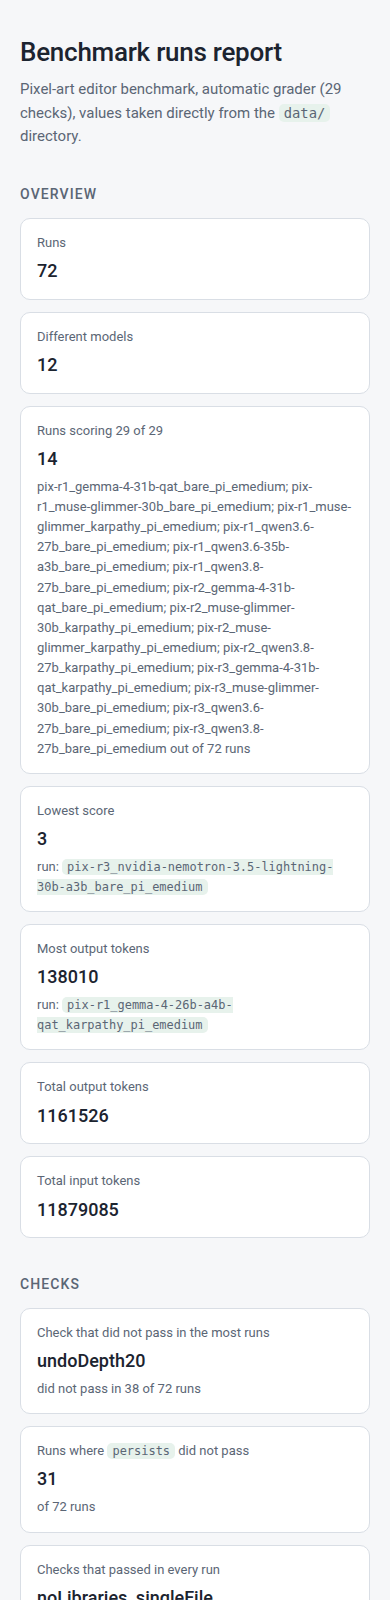 Benchmark runs report
Pixel-art editor benchmark, automatic grader (29
checks), values taken directly from the data/
directory.
OVERVIEW
Runs
72
Different models
12
Runs scoring 29 of 29
14
pix-r1_gemma-4-31b-qat_bare_pi_emedium; pix-
r1_muse-glimmer-30b_bare_pi_emedium; pix-r1_muse-
glimmer_karpathy_pi_emedium; pix-r1_qwen3.6-
27b_bare_pi_emedium; pix-r1_qwen3.6-35b-
a3b_bare_pi_emedium; pix-r1_qwen3.8-
27b_bare_pi_emedium; pix-r2_gemma-4-31b-
qat_bare_pi_emedium; pix-r2_muse-glimmer-
30b_karpathy_pi_emedium; pix-r2_muse-
glimmer_karpathy_pi_emedium; pix-r2_qwen3.8-
27b_karpathy_pi_emedium; pix-r3_gemma-4-31b-
qat_karpathy_pi_emedium; pix-r3_muse-glimmer-
30b_bare_pi_emedium; pix-r3_qwen3.6-
27b_bare_pi_emedium; pix-r3_qwen3.8-
27b_bare_pi_emedium out of 72 runs
Lowest score
3
run: pix-r3_nvidia-nemotron-3.5-lightning-
30b-a3b_bare_pi_emedium
Most output tokens
138010
run: pix-r1_gemma-4-26b-a4b-
qat_karpathy_pi_emedium
Total output tokens
1161526
Total input tokens
11879085
CHECKS
Check that did not pass in the most runs
undoDepth20
did not pass in 38 of 72 runs
Runs where persists did not pass
31
of 72 runs
Checks that passed in every run
noLibraries, singleFile